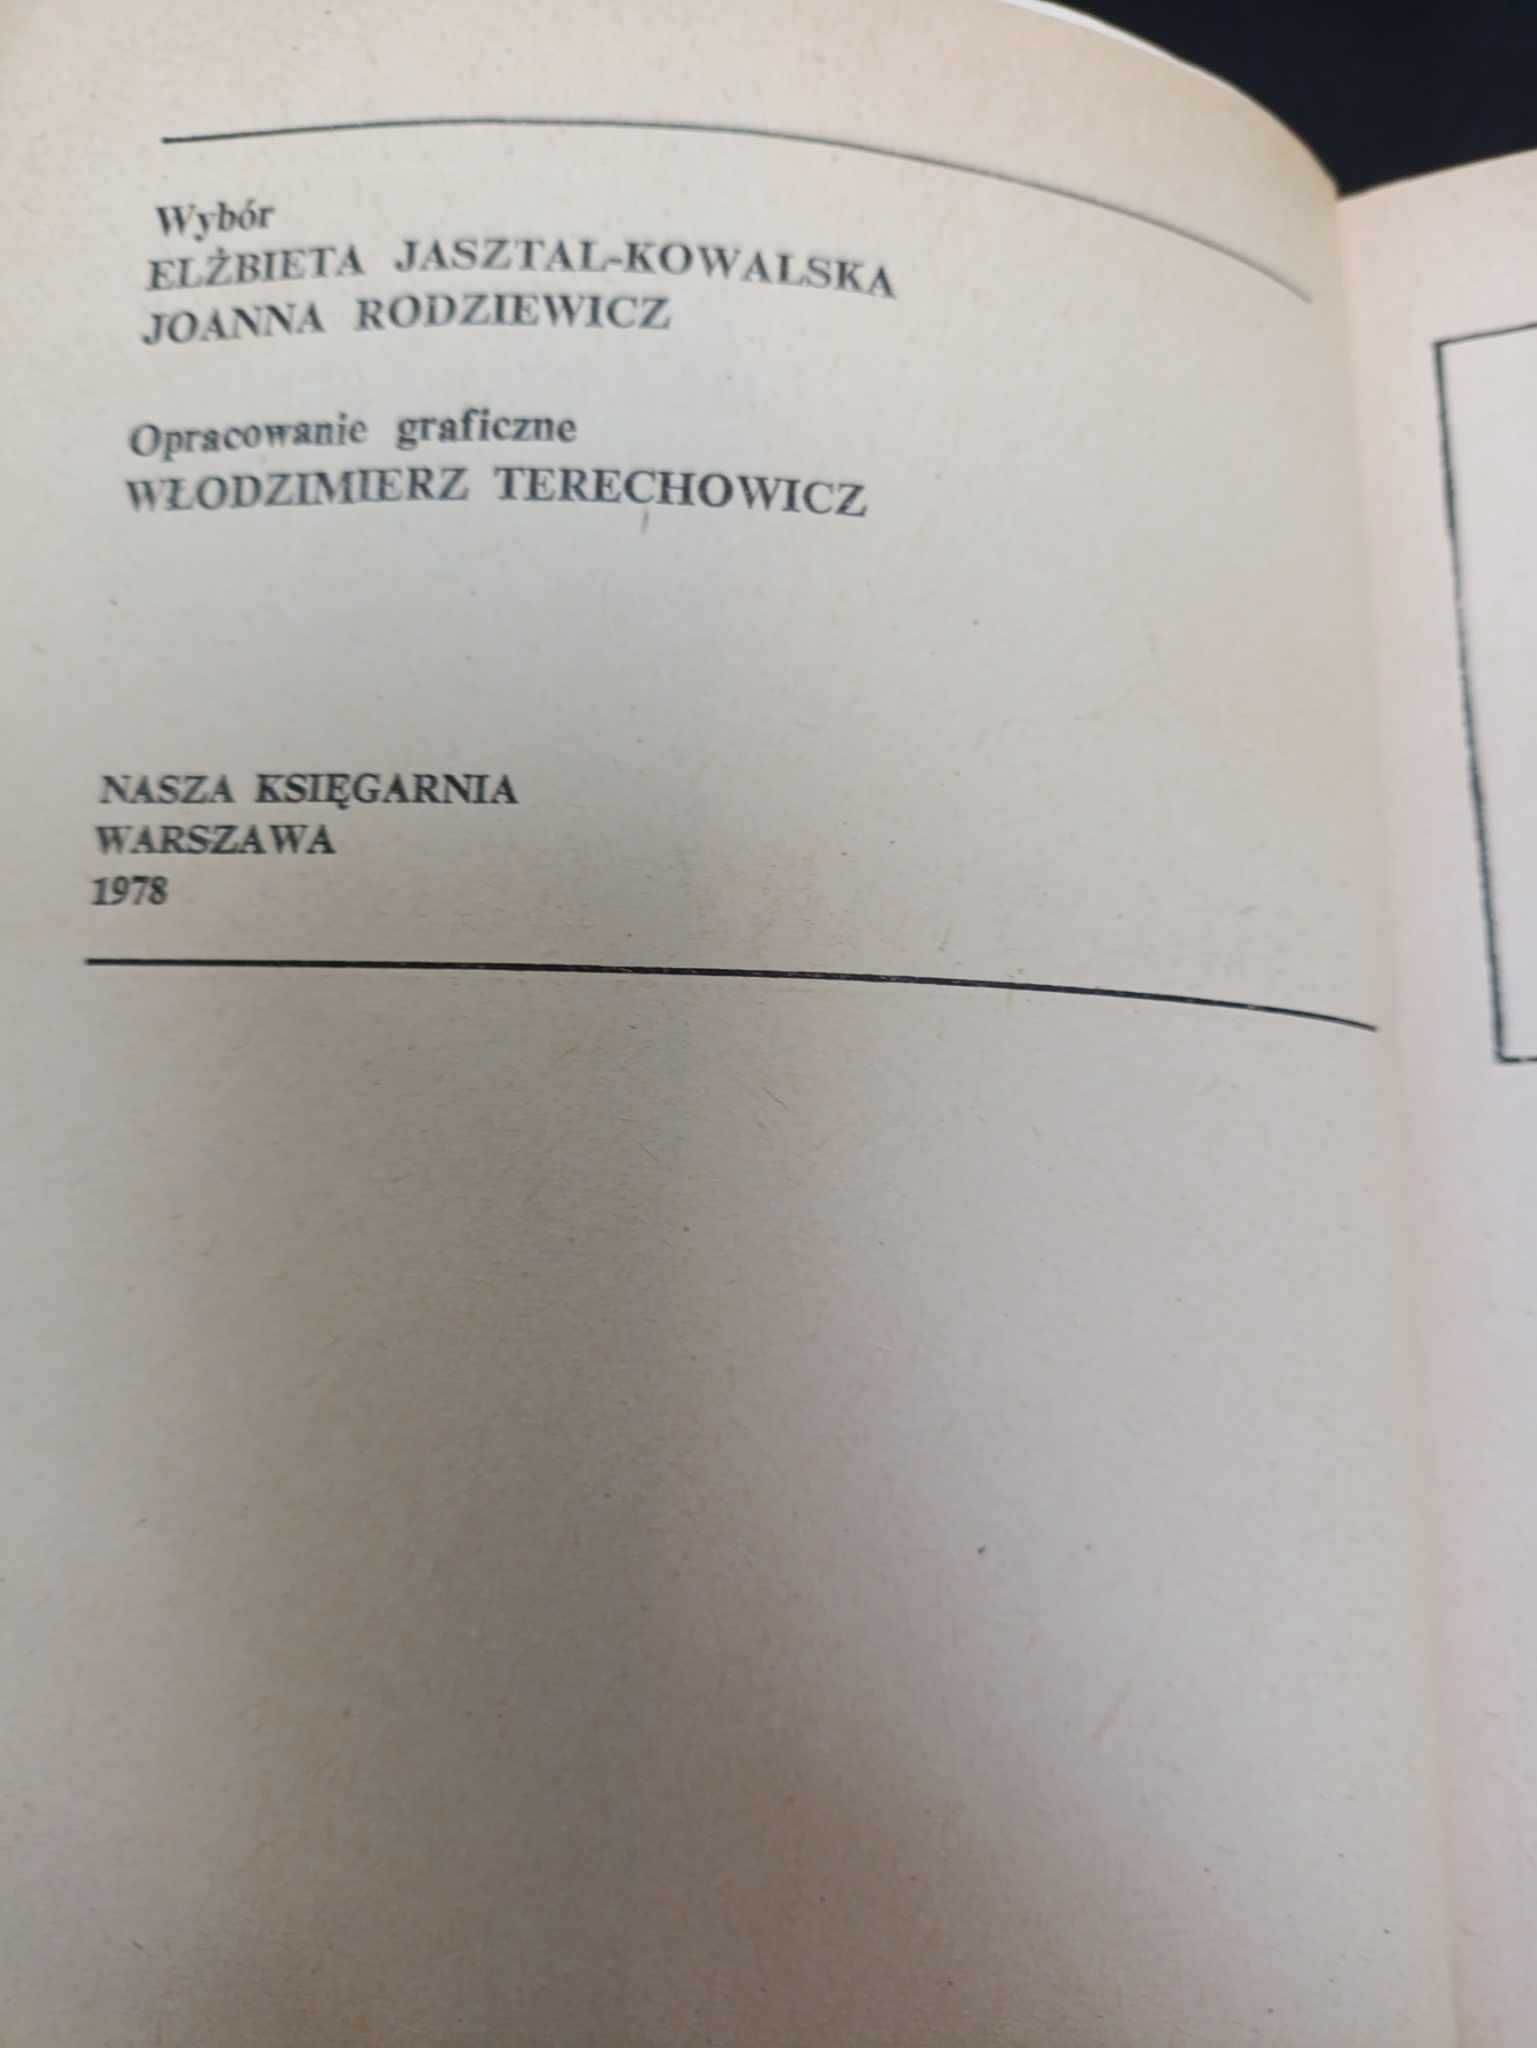 Wybór
ELŻBIETA JASZTAL-KOWALSKA
JOANNA RODZIEWICZ
Opracowanie graficzne
WŁODZIMIERZ TERECHOWICZ
NASZA KSIĘGARNIA
WARSZAWA
1978